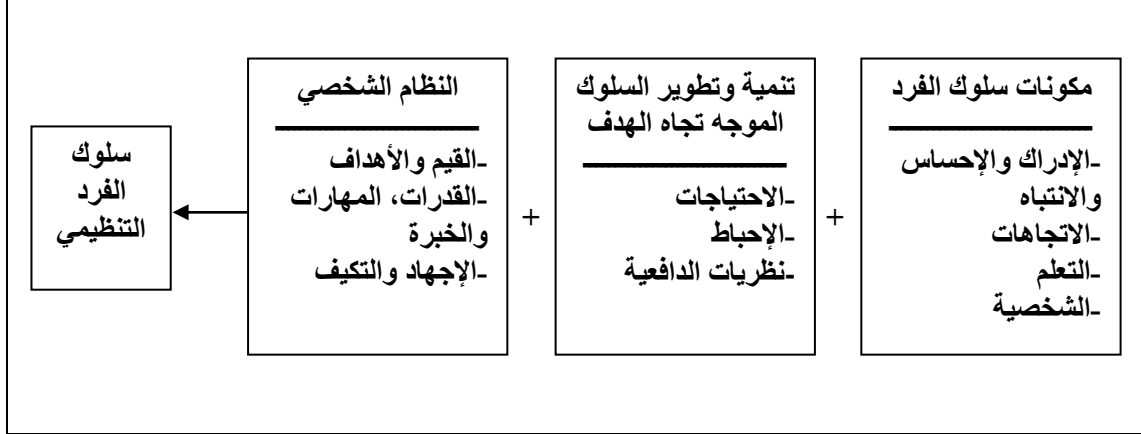 مكونات سلوك الفرد
-الإدراك والإحساس
والانتباه
-الاتجاهات
-التعلم
-الشخصية
+
تنمية وتطوير السلوك
الموجه تجاه الهدف
-الاحتياجات
-الإحباط
-نظريات الدافعية
+
النظام الشخصي
-القيم والأهداف
-القدرات، المهارات
والخبرة
-الإجهاد والتكيف
سلوك
الفرد
التنظيمي